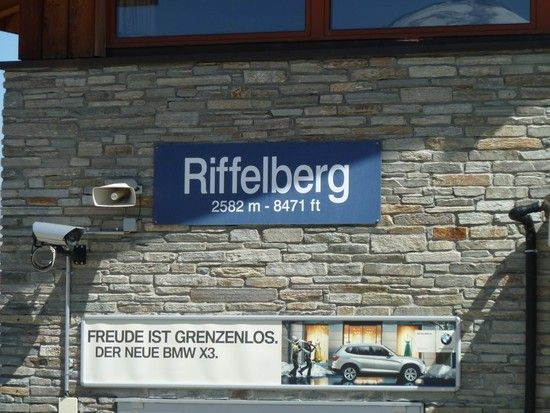 Riffelberg
2582 m - 8471 ft
FREUDE IST GRENZENLOS.
DER NEUE BMW X3.